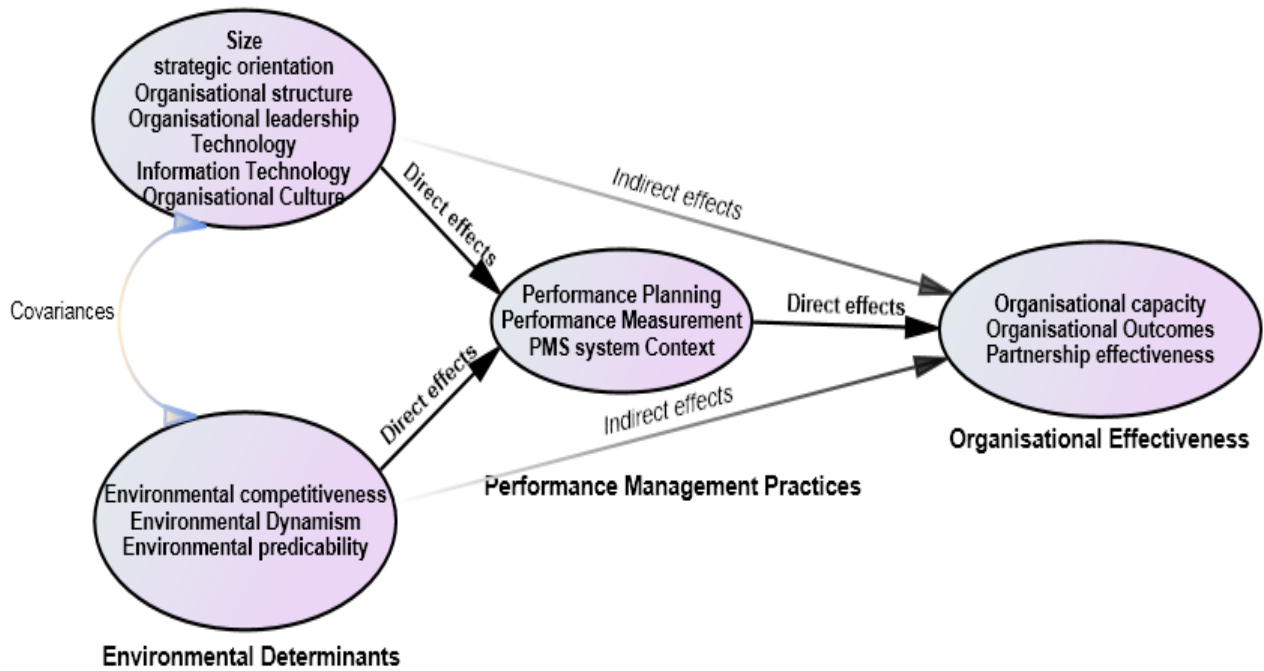 Size
strategic orientation
Organisational structure
Organisational leadership
Technology
Information Technology
Organisational Culture
Direct effects
Indirect effects
Covariances
Performance Planning
Performance Measurement
PMS system Context
Direct effects
Organisational capacity
Organisational Outcomes
Partnership effectiveness
Direct effects
Indirect effects
Organisational Effectiveness
Performance Management Practices
Environmental competitiveness
Environmental Dynamism
Environmental predicability
Environmental Determinants